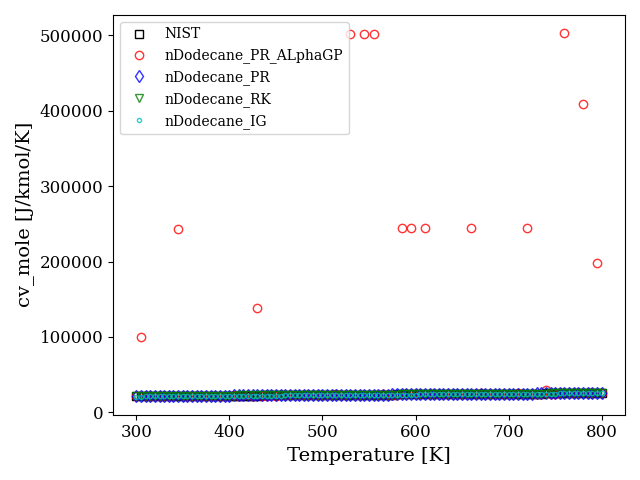 NIST
nDodecane_PR_ALphaGP
nDodecane_PR
nDodecane_RK
nDodecane_IG
500000
400000
300000
200000
100000
0
cv_mole [J/kmol/K]
300 400 500 600 700 800
Temperature [K]